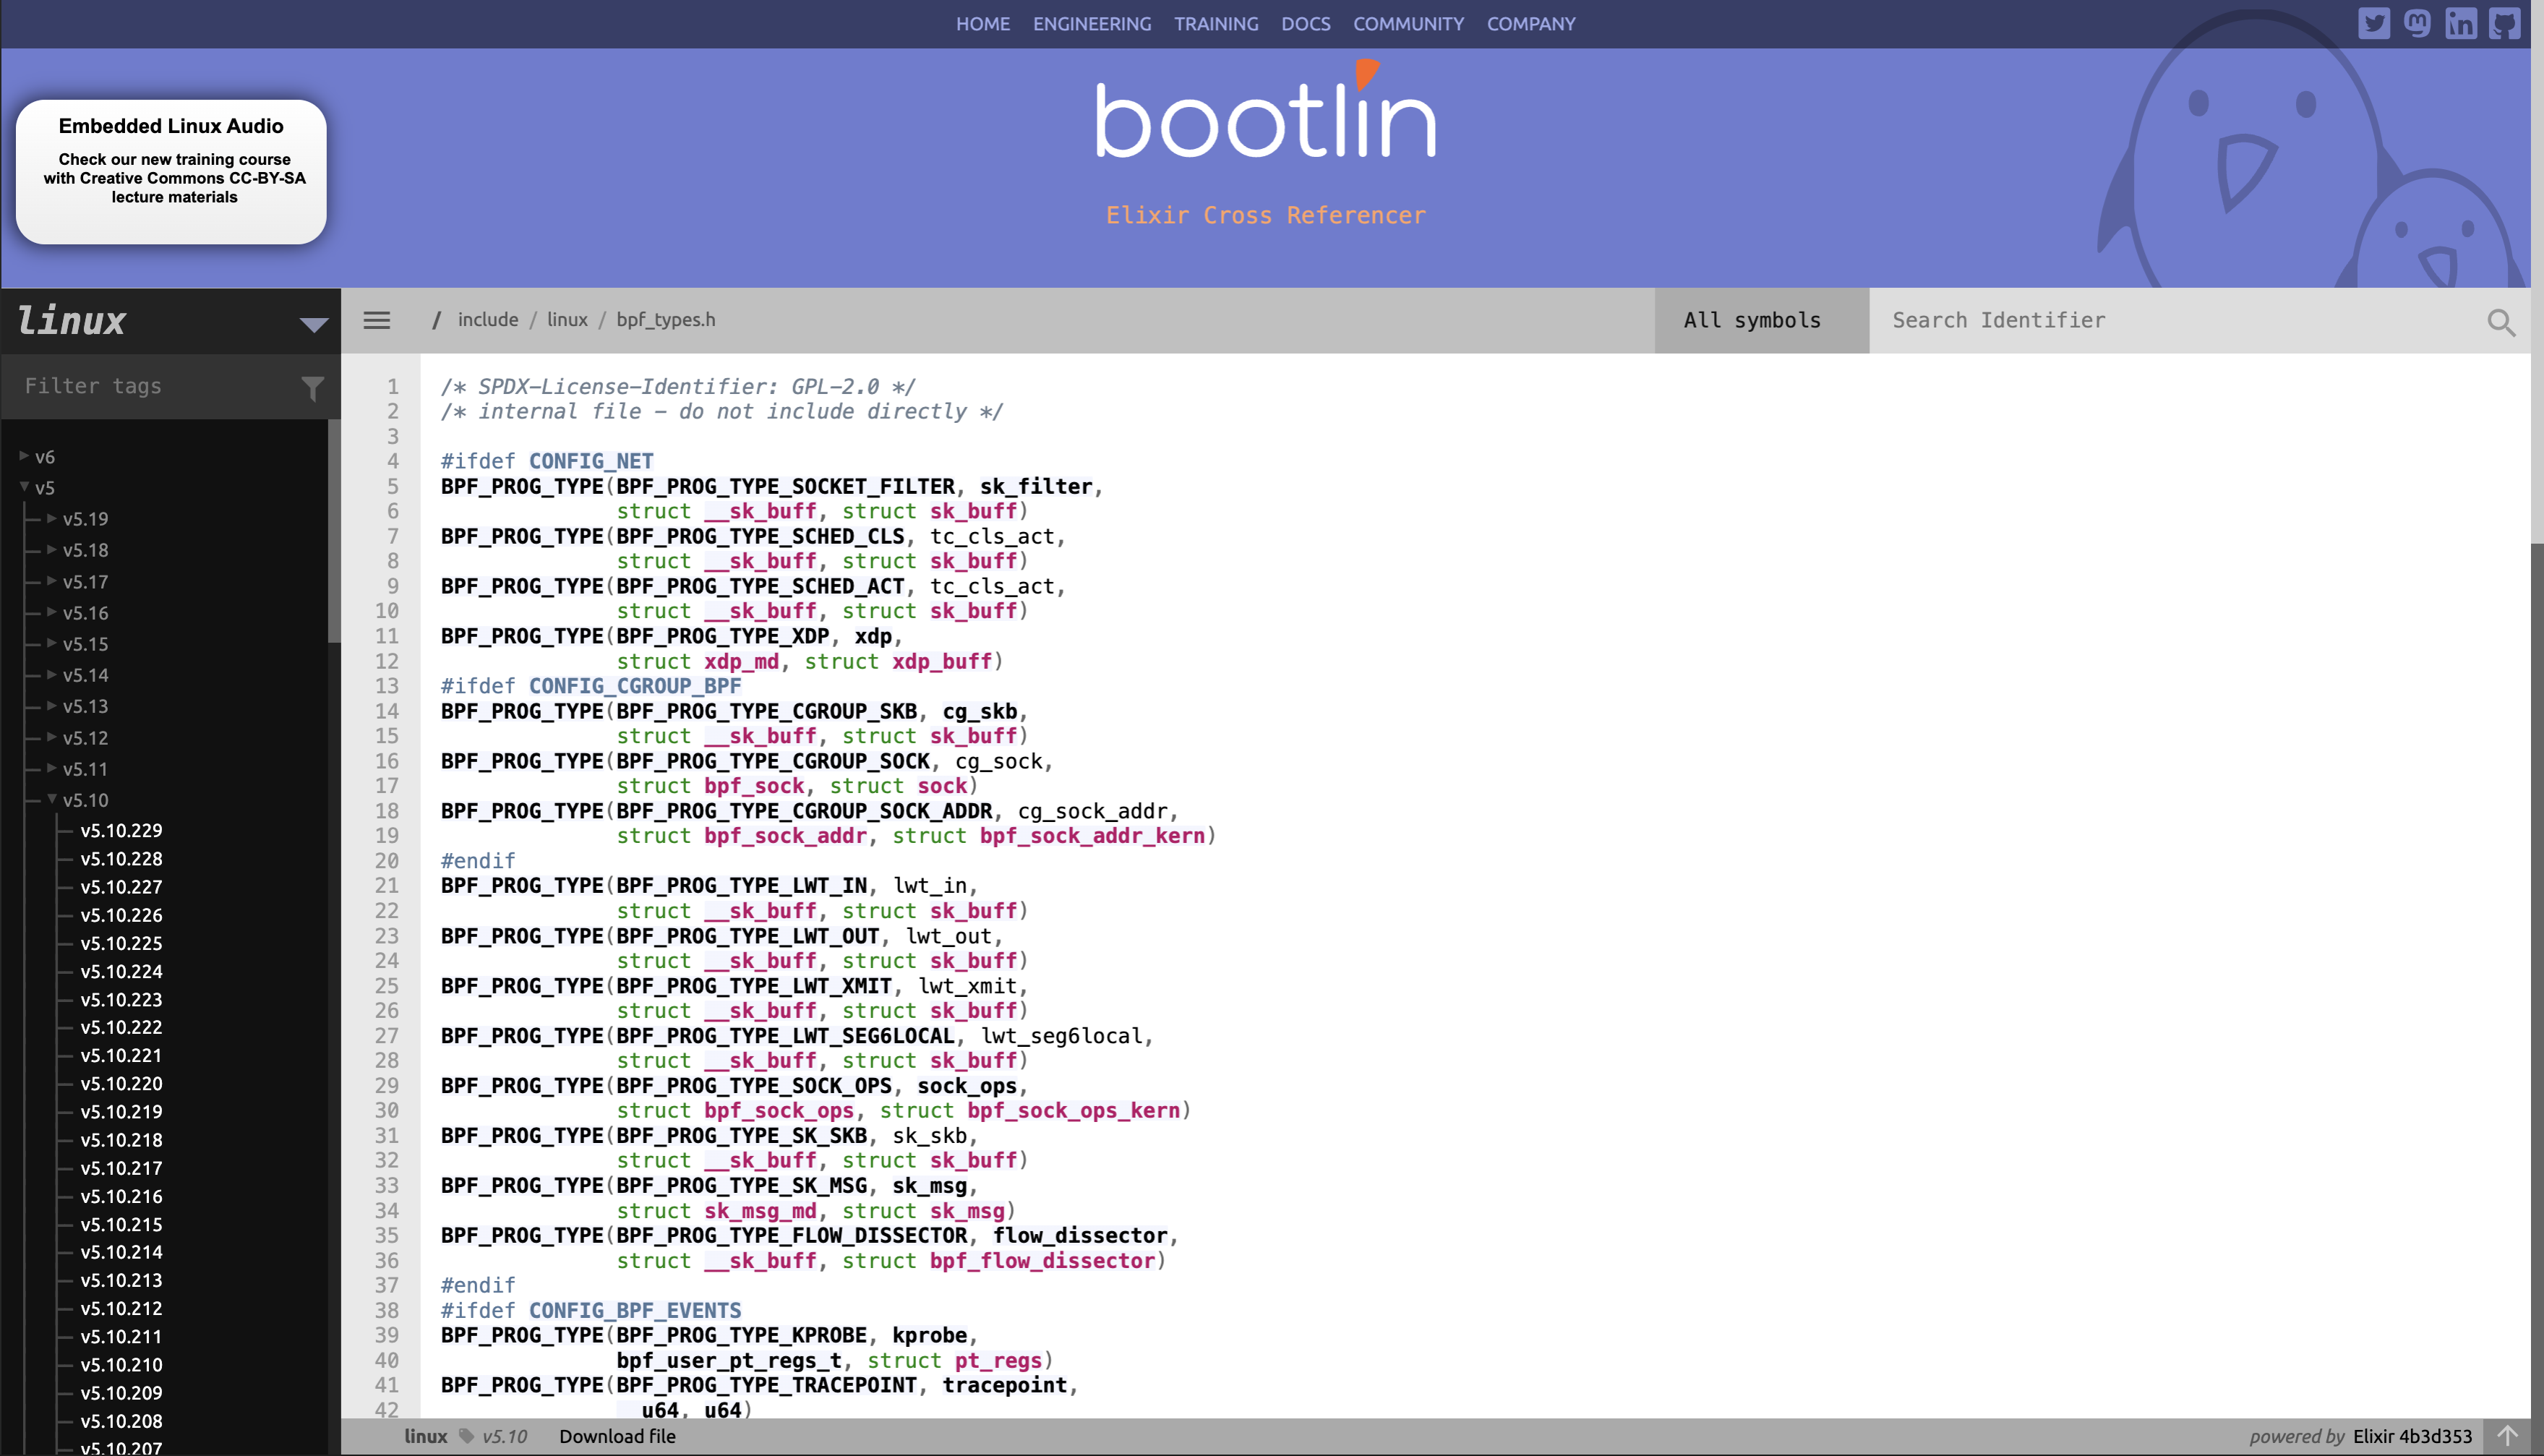 HOME ENGINEERING TRAINING DOCS COMMUNITY COMPANY
bootlin
Elixir Cross Referencer
Embedded Linux Audio
Check our new training course
with Creative Commons CC-BY-SA
lecture materials
linux
/ include / linux / bpf_types.h
All symbols
Search Identifier
Filter tags
v6
v5
v5.19
v5.18
v5.17
v5.16
v5.15
v5.14
v5.13
v5.12
v5.11
v5.10
v5.10.229
v5.10.228
v5.10.227
v5.10.226
v5.10.225
v5.10.224
v5.10.223
v5.10.222
v5.10.221
v5.10.220
v5.10.219
v5.10.218
v5.10.217
v5.10.216
v5.10.215
v5.10.214
v5.10.213
v5.10.212
v5.10.211
v5.10.210
v5.10.209
v5.10.208
v5.10.207
1 /* SPDX-License-Identifier: GPL-2.0 */
2 /* internal file - do not include directly */
3
4 #ifdef CONFIG_NET
5 BPF_PROG_TYPE(BPF_PROG_TYPE_SOCKET_FILTER, sk_filter,
6 struct __sk_buff, struct sk_buff)
7 BPF_PROG_TYPE(BPF_PROG_TYPE_SCHED_CLS, tc_cls_act,
8 struct __sk_buff, struct sk_buff)
9 BPF_PROG_TYPE(BPF_PROG_TYPE_SCHED_ACT, tc_cls_act,
10 struct __sk_buff, struct sk_buff)
11 BPF_PROG_TYPE(BPF_PROG_TYPE_XDP, xdp,
12 struct xdp_md, struct xdp_buff)
13 #ifdef CONFIG_CGROUP_BPF
14 BPF_PROG_TYPE(BPF_PROG_TYPE_CGROUP_SKB, cg_skb,
15 struct __sk_buff, struct sk_buff)
16 BPF_PROG_TYPE(BPF_PROG_TYPE_CGROUP_SOCK, cg_sock,
17 struct bpf_sock, struct sock)
18 BPF_PROG_TYPE(BPF_PROG_TYPE_CGROUP_SOCK_ADDR, cg_sock_addr,
19 struct bpf_sock_addr, struct bpf_sock_addr_kern)
20 #endif
21 BPF_PROG_TYPE(BPF_PROG_TYPE_LWT_IN, lwt_in,
22 struct __sk_buff, struct sk_buff)
23 BPF_PROG_TYPE(BPF_PROG_TYPE_LWT_OUT, lwt_out,
24 struct __sk_buff, struct sk_buff)
25 BPF_PROG_TYPE(BPF_PROG_TYPE_LWT_XMIT, lwt_xmit,
26 struct __sk_buff, struct sk_buff)
27 BPF_PROG_TYPE(BPF_PROG_TYPE_LWT_SEG6LOCAL, lwt_seg6local,
28 struct __sk_buff, struct sk_buff)
29 BPF_PROG_TYPE(BPF_PROG_TYPE_SOCK_OPS, sock_ops,
30 struct bpf_sock_ops, struct bpf_sock_ops_kern)
31 BPF_PROG_TYPE(BPF_PROG_TYPE_SK_SKB, sk_skb,
32 struct __sk_buff, struct sk_buff)
33 BPF_PROG_TYPE(BPF_PROG_TYPE_SK_MSG, sk_msg,
34 struct sk_msg_md, struct sk_msg)
35 BPF_PROG_TYPE(BPF_PROG_TYPE_FLOW_DISSECTOR, flow_dissector,
36 struct __sk_buff, struct bpf_flow_dissector)
37 #endif
38 #ifdef CONFIG_BPF_EVENTS
39 BPF_PROG_TYPE(BPF_PROG_TYPE_KPROBE, kprobe,
40 bpf_user_pt_regs_t, struct pt_regs)
41 BPF_PROG_TYPE(BPF_PROG_TYPE_TRACEPOINT, tracepoint,
42 __u64, u64)
linux v5.10 Download file
powered by Elixir 4b3d353